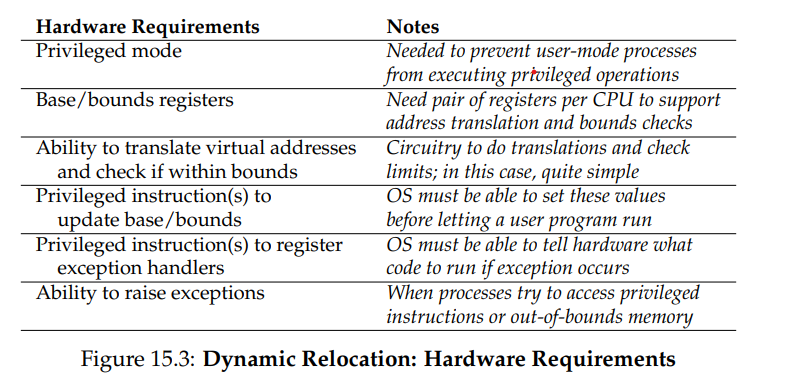 Hardware Requirements Notes
Privileged mode Needed to prevent user-mode processes
from executing privileged operations
Base/bounds registers Need pair of registers per CPU to support
address translation and bounds checks
Ability to translate virtual addresses Circuitry to do translations and check
and check if within bounds limits; in this case, quite simple
Privileged instruction(s) to OS must be able to set these values
update base/bounds before letting a user program run
Privileged instruction(s) to register OS must be able to tell hardware what
exception handlers code to run if exception occurs
Ability to raise exceptions When processes try to access privileged
instructions or out-of-bounds memory
Figure 15.3: Dynamic Relocation: Hardware Requirements